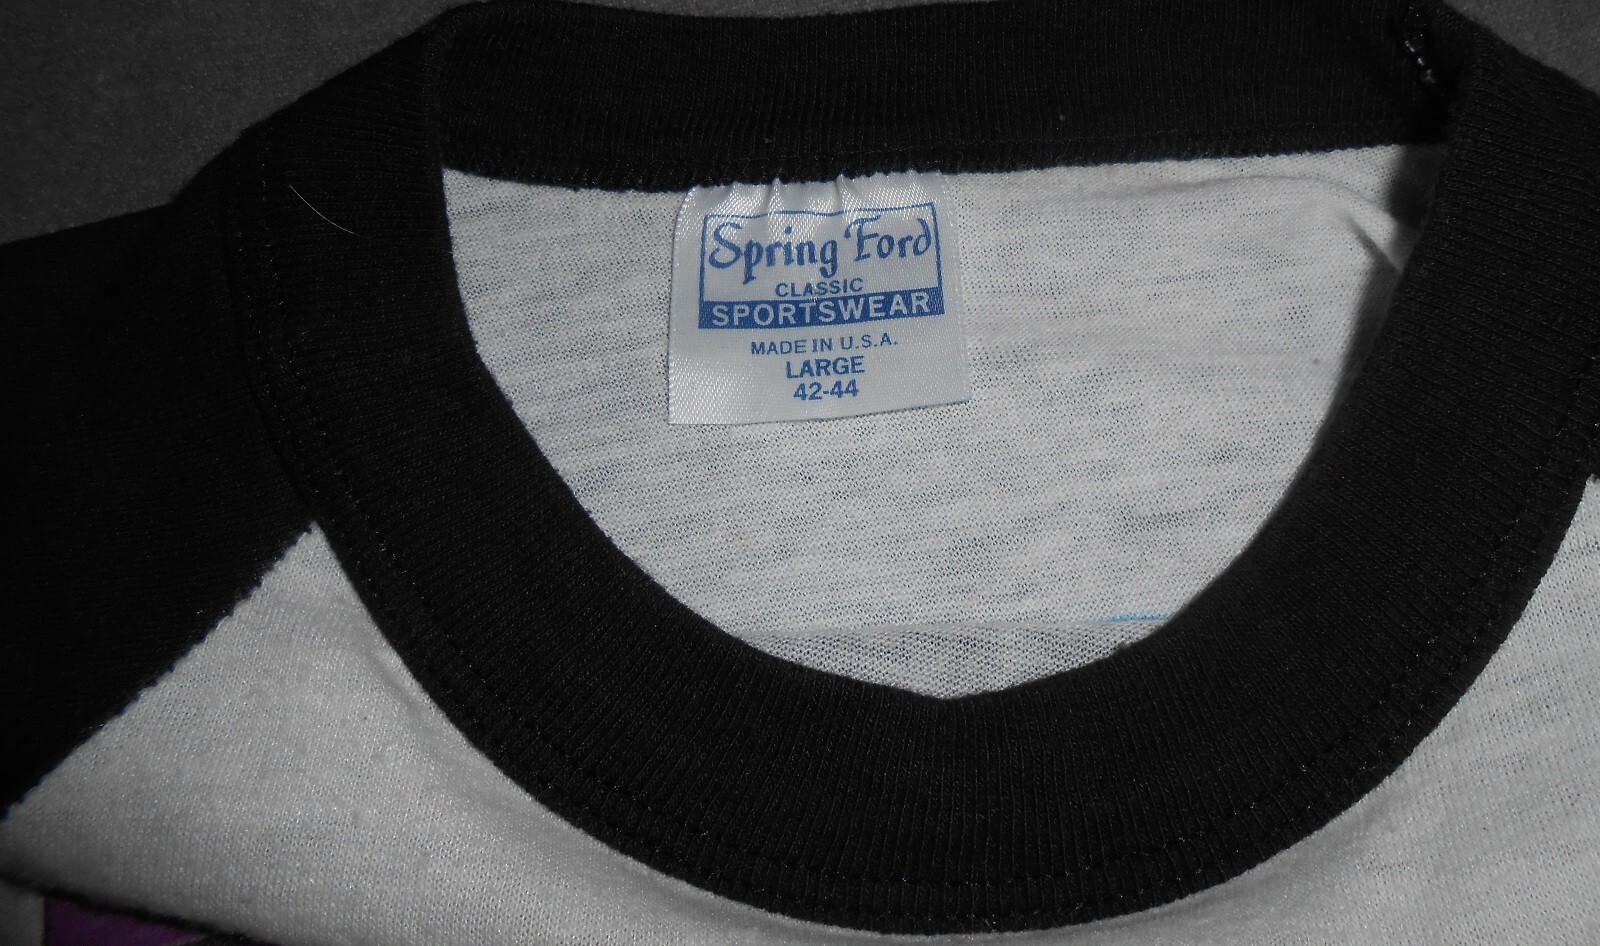 Spring Ford
CLASSIC
SPORTSWEAR
MADE IN U.S.A.
LARGE
42-44